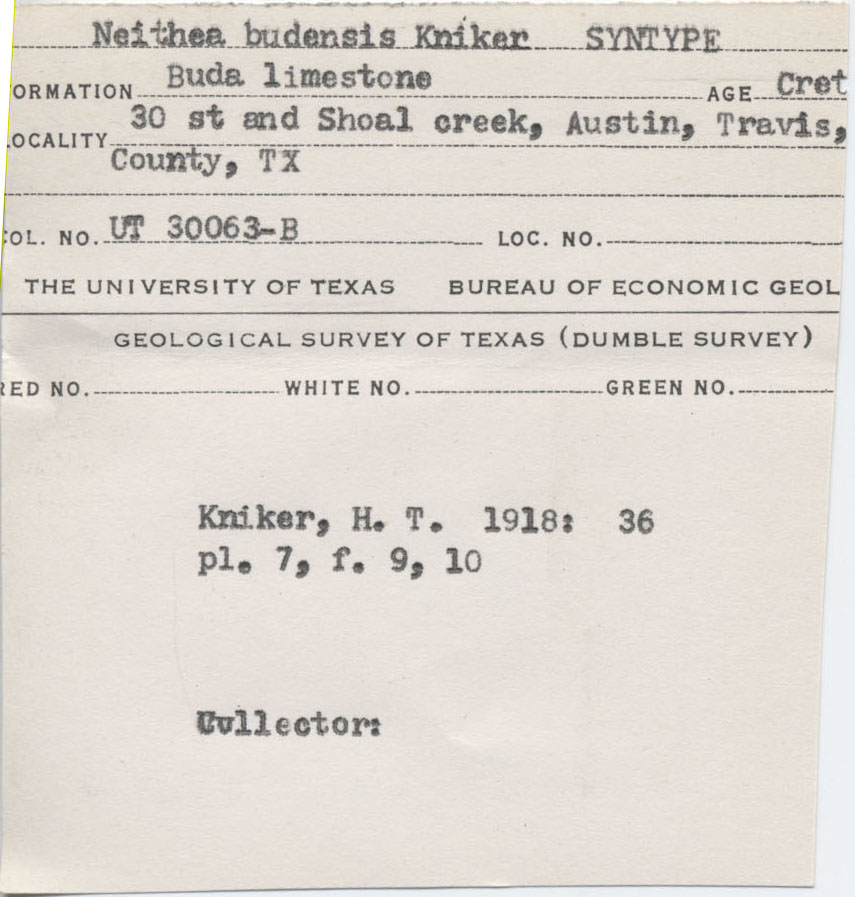 Neithea budensis Kniker SYNTYPE
ORMATION Buda limestone AGE Cret
OCALITY 30 st and Shoal creek, Austin, Travis,
County, TX
COL. NO. UT 30063-B LOC. NO.
THE UNIVERSITY OF TEXAS BUREAU OF ECONOMIC GEOL
GEOLOGICAL SURVEY OF TEXAS (DUMBLE SURVEY)
RED NO. WHITE NO. GREEN NO.
Kniker, H. T. 1918: 36
pl. 7, f. 9, 10
Collector: